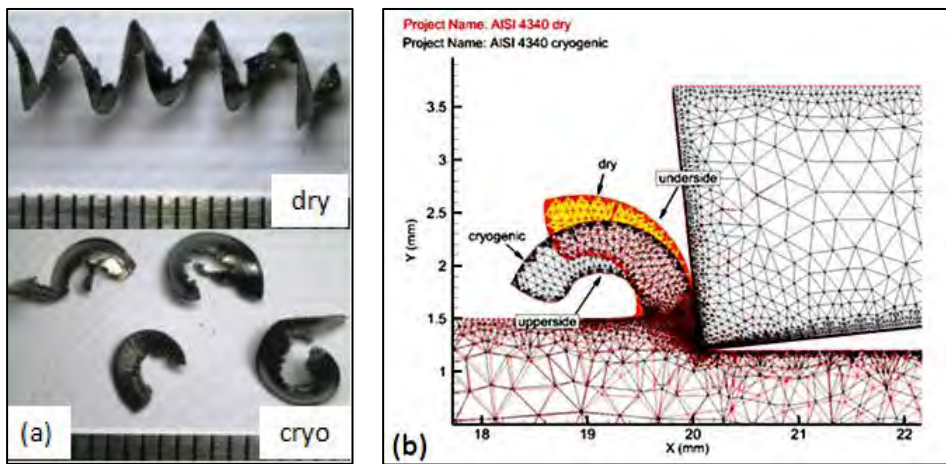 dry
(a)
cryo
Project Name: AISI 4340 dry
Project Name: AISI 4340 cryogenic
3.5
3
2.5
2
1.5
1
Y (mm)
dry
underside
cryogenic
upperside
18
19
20
21
22
X (mm)
(b)